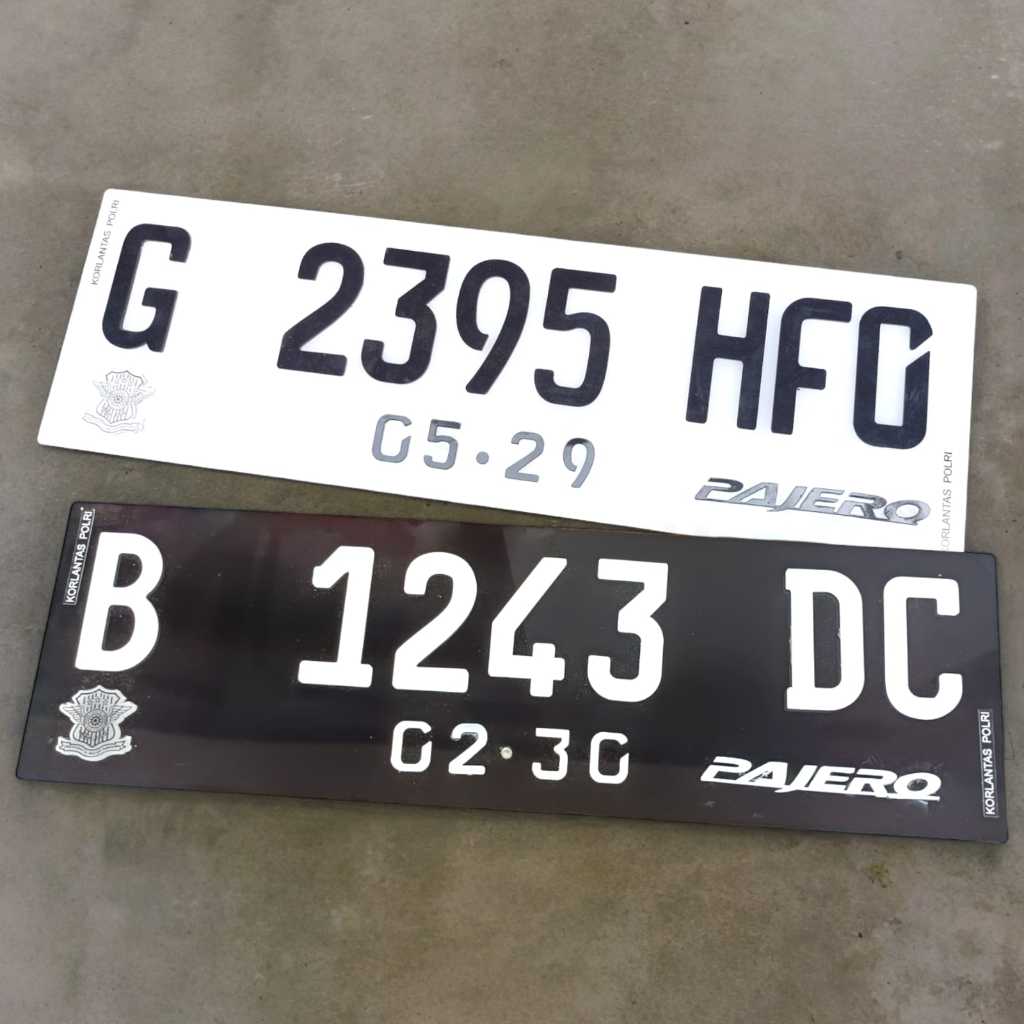 KORLANTAS POLRI
G 2395 HFO
05·29
PAJERO
KORLANTAS POLRI
KORLANTAS POLRI
B 1243 DC
02·30
PAJERO
KORLANTAS POLRI